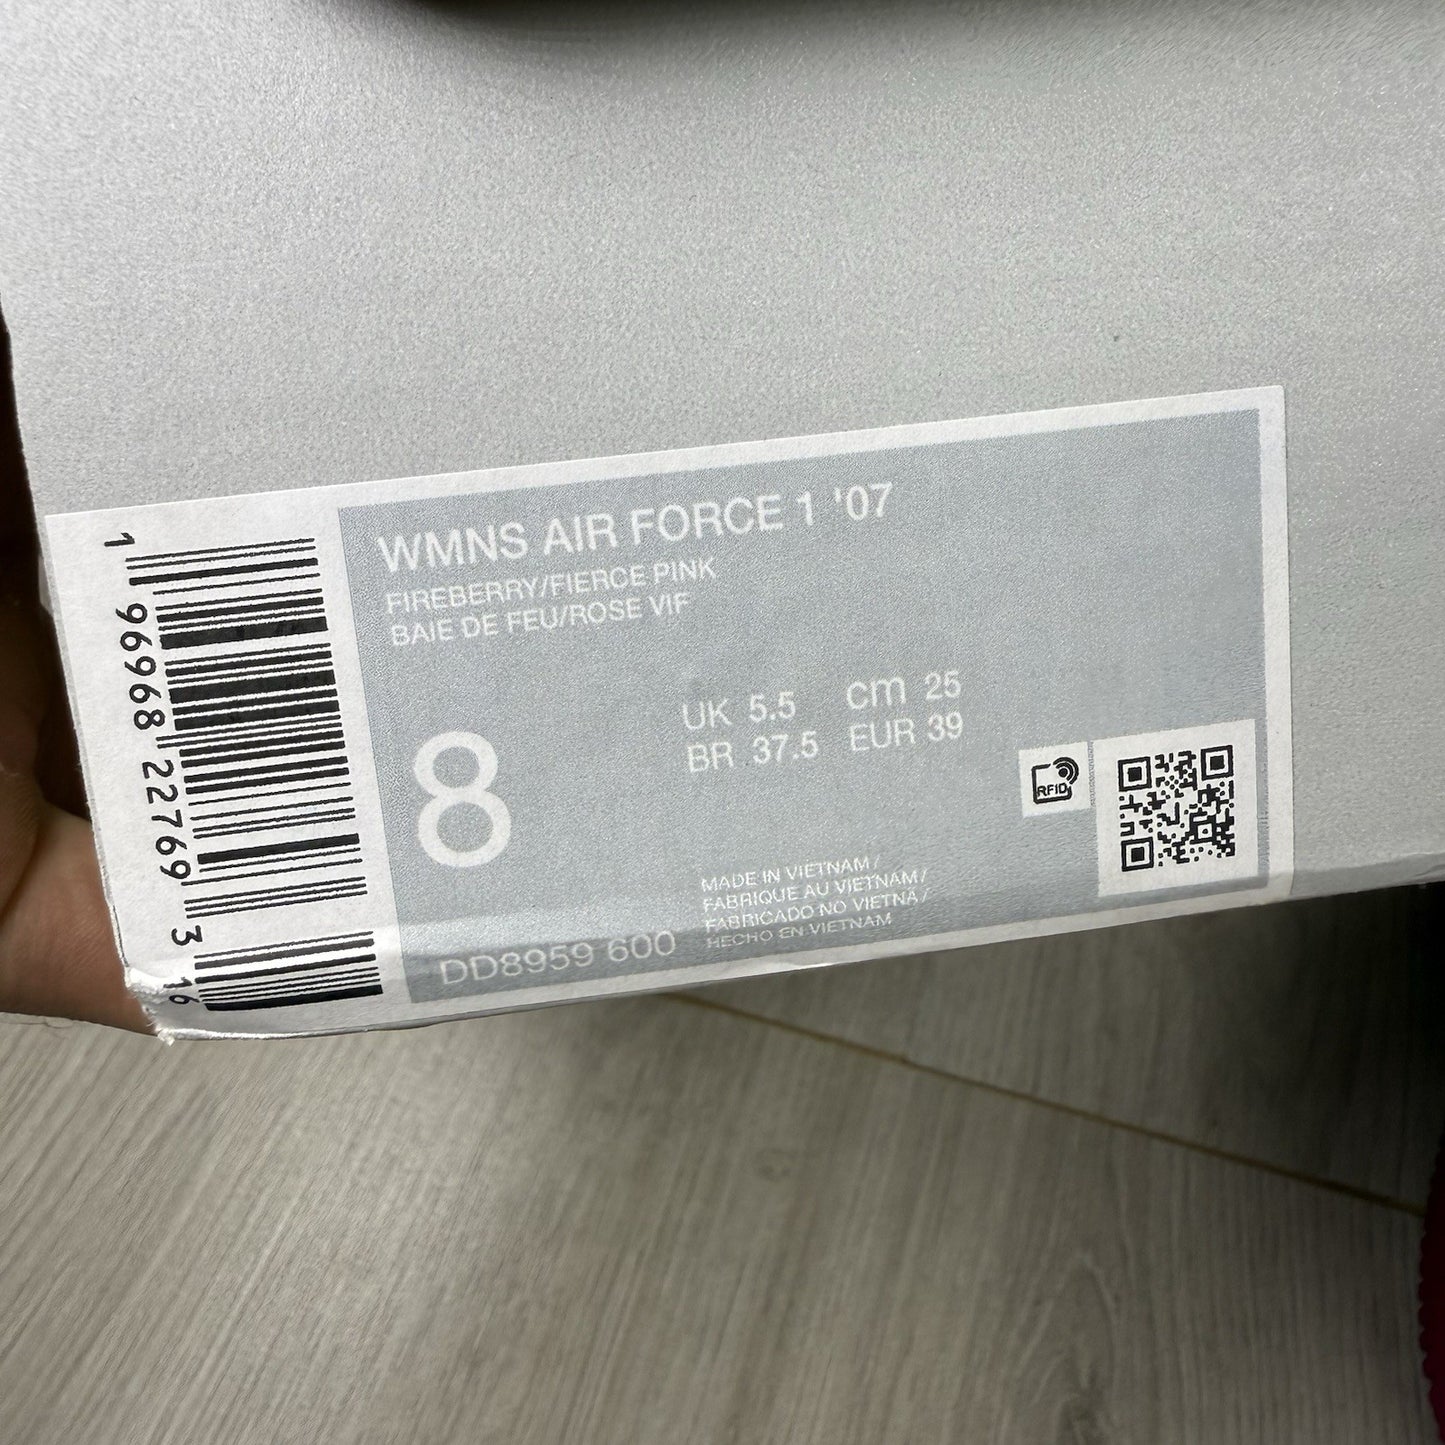 WMNS AIR FORCE 1 '07
FIREBERRY/FIERCE PINK
BAIE DE FEU/ROSE VIF
8
UK 5.5 cm 25
BR 37.5 EUR 39
RFID
MADE IN VIETNAM /
FABRIQUE AU VIETNAM /
FABRICADO NO VIETNÃ /
HECHO EN VIETNAM
DD8959 600
1 96968 22769 3 16